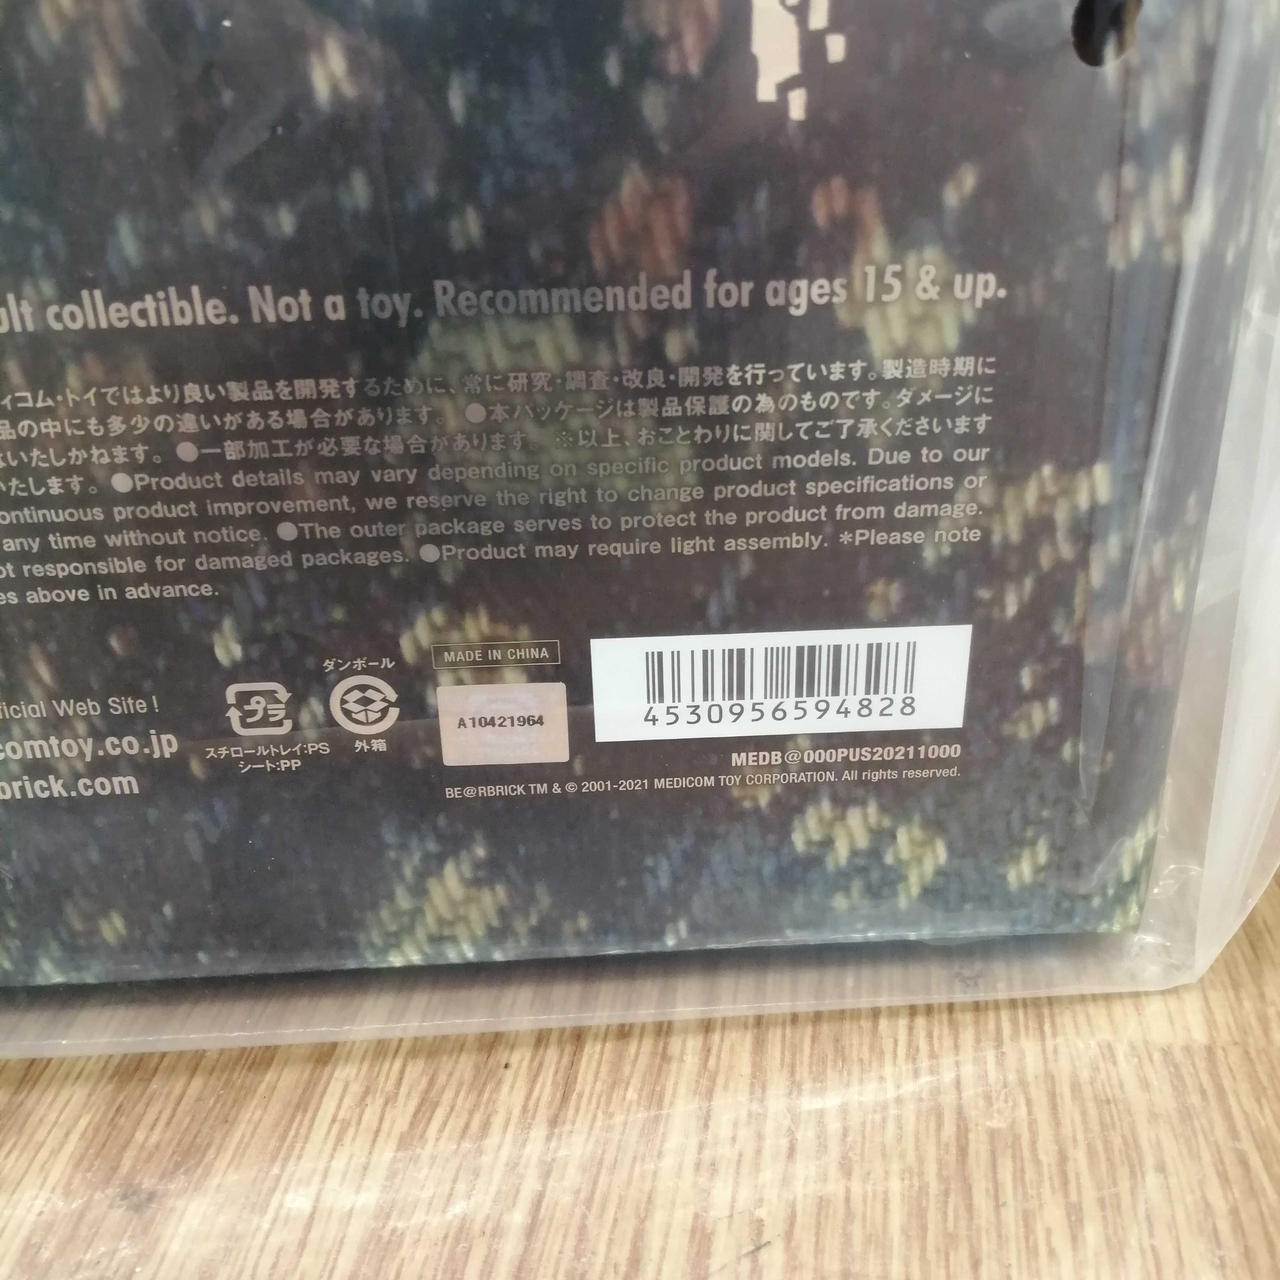 ult collectible. Not a toy. Recommended for ages 15 & up.
ィコム・トイではより良い製品を開発するために、常に研究・調査・改良・開発を行っています。製造時期に
品の中にも多少の違いがある場合があります。 ●本パッケージは製品保護の為のものです。ダメージに
はいたしかねます。 ●一部加工が必要な場合があります。 ※以上、おことわりに関してご了承くださいます
いたします。 ●Product details may vary depending on specific product models. Due to our
ontinuous product improvement, we reserve the right to change product specifications or
any time without notice. ●The outer package serves to protect the product from damage.
ot responsible for damaged packages. ●Product may require light assembly. *Please note
es above in advance.
ficial Web Site !
comtoy.co.jp
brick.com
プラ
スチロールトレイ:PS
シート:PP
ダンボール
外箱
MADE IN CHINA
A10421964
4530956594828
MEDB@000PUS20211000
BE@RBRICK TM & © 2001-2021 MEDICOM TOY CORPORATION. All rights reserved.